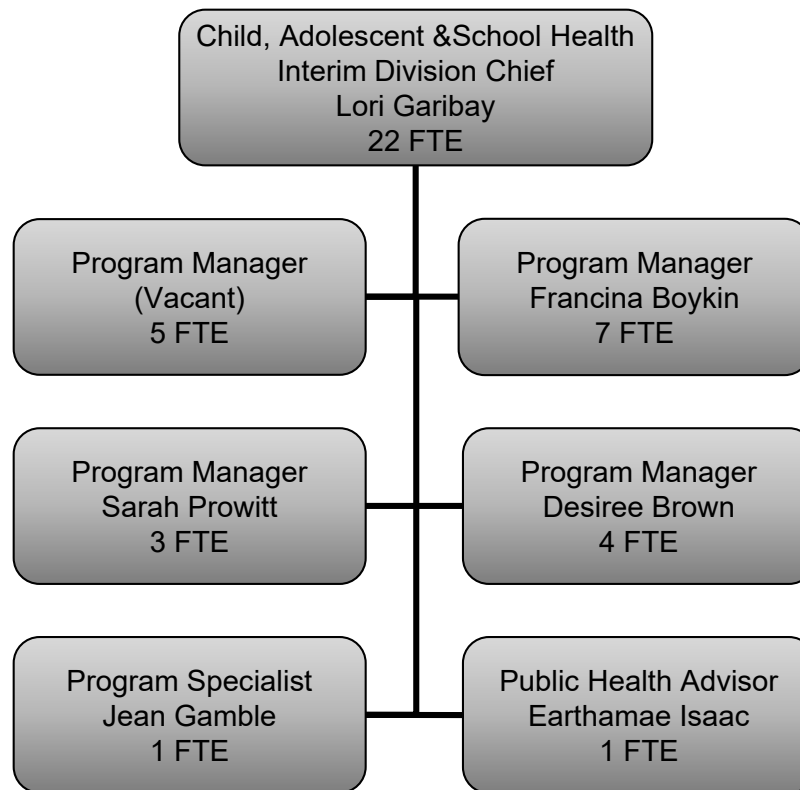 Child, Adolescent &School Health
Interim Division Chief
Lori Garibay
22 FTE
Program Manager
(Vacant)
5 FTE
Program Manager
Francina Boykin
7 FTE
Program Manager
Sarah Prowitt
3 FTE
Program Manager
Desiree Brown
4 FTE
Program Specialist
Jean Gamble
1 FTE
Public Health Advisor
Earthamae Isaac
1 FTE